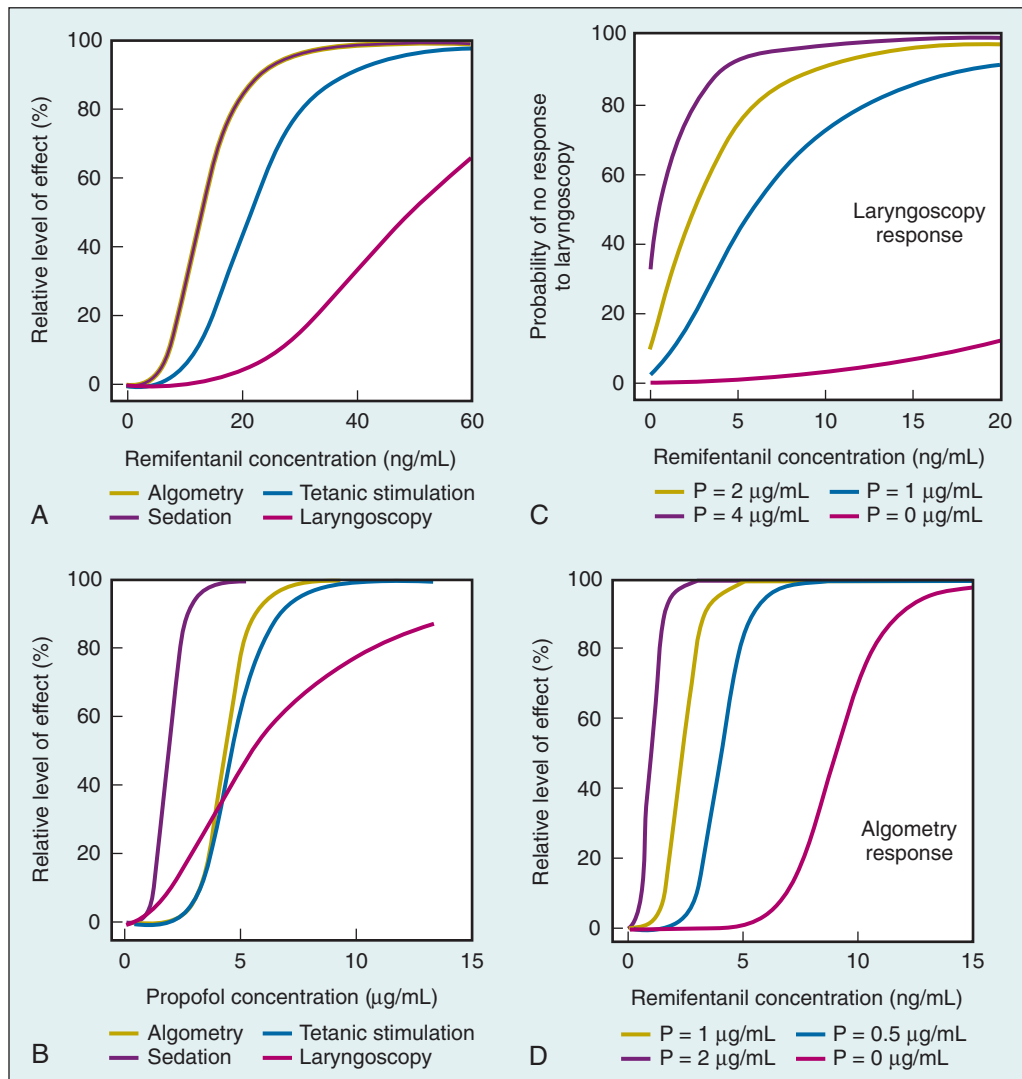 100
80
60
40
20
0
Relative level of effect (%)
0 20 40 60
Remifentanil concentration (ng/mL)
Algometry Tetanic stimulation
Sedation Laryngoscopy
A
100
80
60
40
20
0
Probability of no response
to laryngoscopy
Laryngoscopy
response
0 5 10 15 20
Remifentanil concentration (ng/mL)
P = 2 μg/mL P = 1 μg/mL
P = 4 μg/mL P = 0 μg/mL
C
100
80
60
40
20
0
Relative level of effect (%)
0 5 10 15
Propofol concentration (μg/mL)
Algometry Tetanic stimulation
Sedation Laryngoscopy
B
100
80
60
40
20
0
Relative level of effect (%)
Algometry
response
0 5 10 15
Remifentanil concentration (ng/mL)
P = 1 μg/mL P = 0.5 μg/mL
P = 2 μg/mL P = 0 μg/mL
D